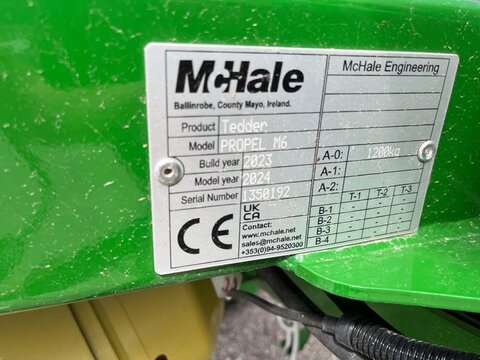 McHale
Ballinrobe, County Mayo, Ireland.
McHale Engineering
Product Tedder
Model PROPEL M6
Build year 2023
Model year 2024
Serial Number 1350192
A-0: 1200kg
A-1:
A-2:
T-1 T-2 T-3
B-1 - - -
B-2 - - -
B-3 - - -
B-4 - - -
CE
UK
CA
Contact:
www.mchale.net
sales@mchale.net
+353(0)94-9520300